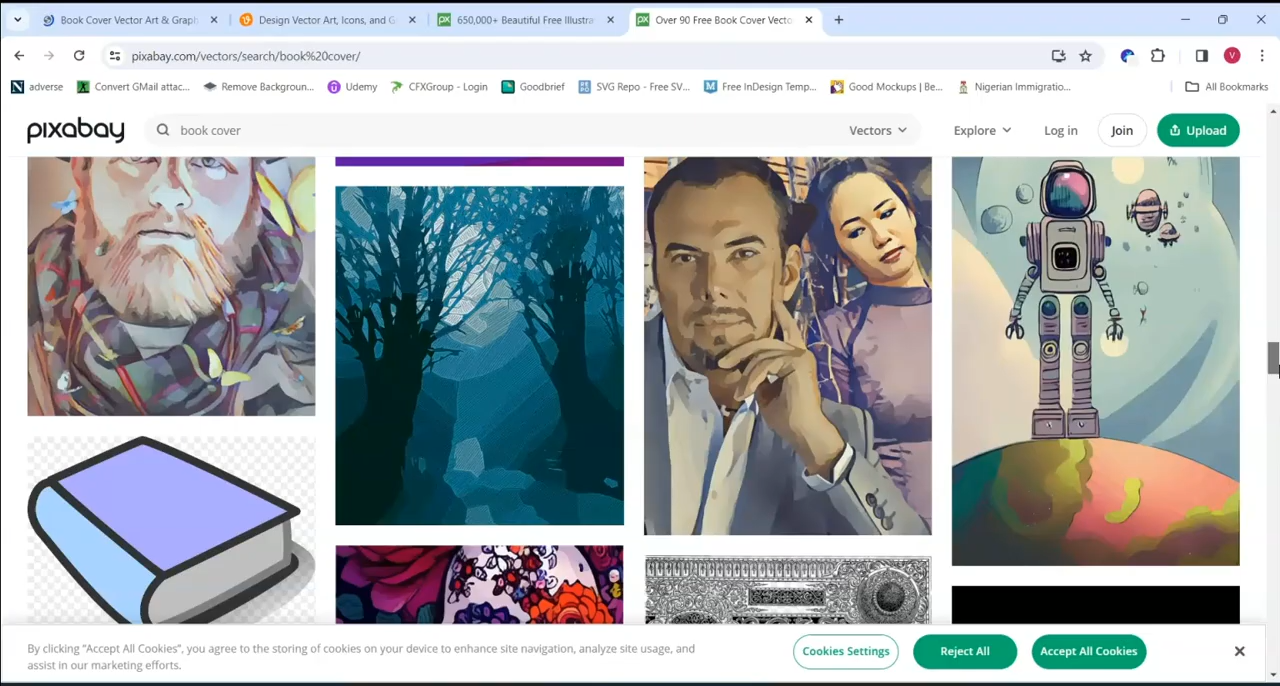 Book Cover Vector Art & Graph
Design Vector Art, Icons, and G
650,000+ Beautiful Free Illustra
Over 90 Free Book Cover Vecto
pixabay.com/vectors/search/book%20cover/
V
adverse
Convert GMail attac...
Remove Backgroun...
Udemy
CFXGroup - Login
Goodbrief
SVG Repo - Free SV...
Free InDesign Temp...
Good Mockups | Be...
Nigerian Immigratio...
All Bookmarks
pixabay
book cover
Vectors
Explore
Log in
Join
Upload
By clicking “Accept All Cookies”, you agree to the storing of cookies on your device to enhance site navigation, analyze site usage, and
assist in our marketing efforts.
Cookies Settings
Reject All
Accept All Cookies